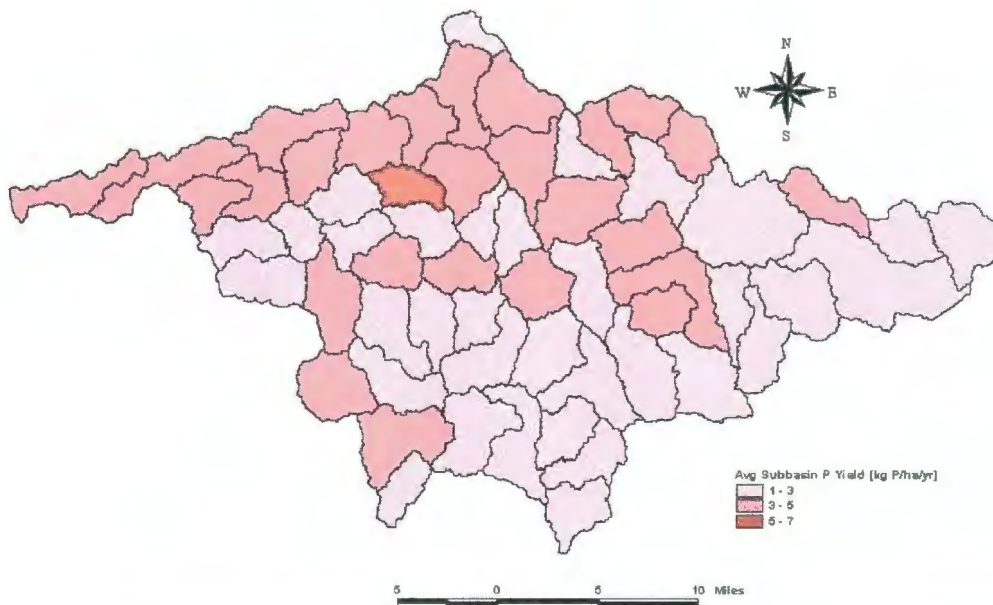 N
W E
S
Avg Subbasin P Yield [kg P/ha/yr]
1 - 3
3 - 5
5 - 7
5 0 5 10 Miles